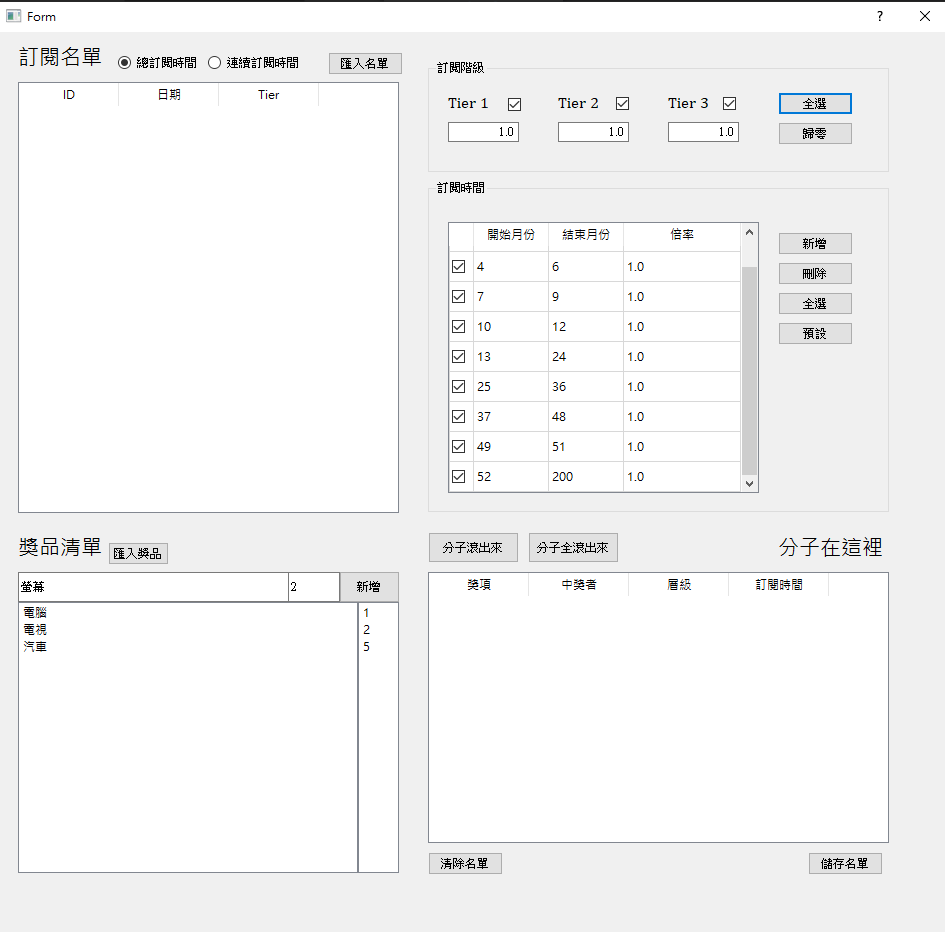 Form
訂閱名單 總訂閱時間 連續訂閱時間 匯入名單
ID 日期 Tier
訂閱階級
Tier 1 Tier 2 Tier 3 全選
1.0 1.0 1.0 歸零
訂閱時間
開始月份 結束月份 倍率
4 6 1.0
7 9 1.0
10 12 1.0
13 24 1.0
25 36 1.0
37 48 1.0
49 51 1.0
52 200 1.0
新增
刪除
全選
預設
獎品清單 匯入獎品
螢幕 2 新增
電腦 1
電視 2
汽車 5
分子滾出來 分子全滾出來 分子在這裡
獎項 中獎者 層級 訂閱時間
清除名單 儲存名單